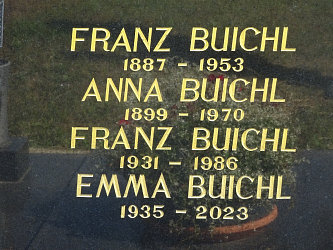 FRANZ BUICHL
1887 - 1953
ANNA BUICHL
1899 - 1970
FRANZ BUICHL
1931 - 1986
EMMA BUICHL
1935 - 2023